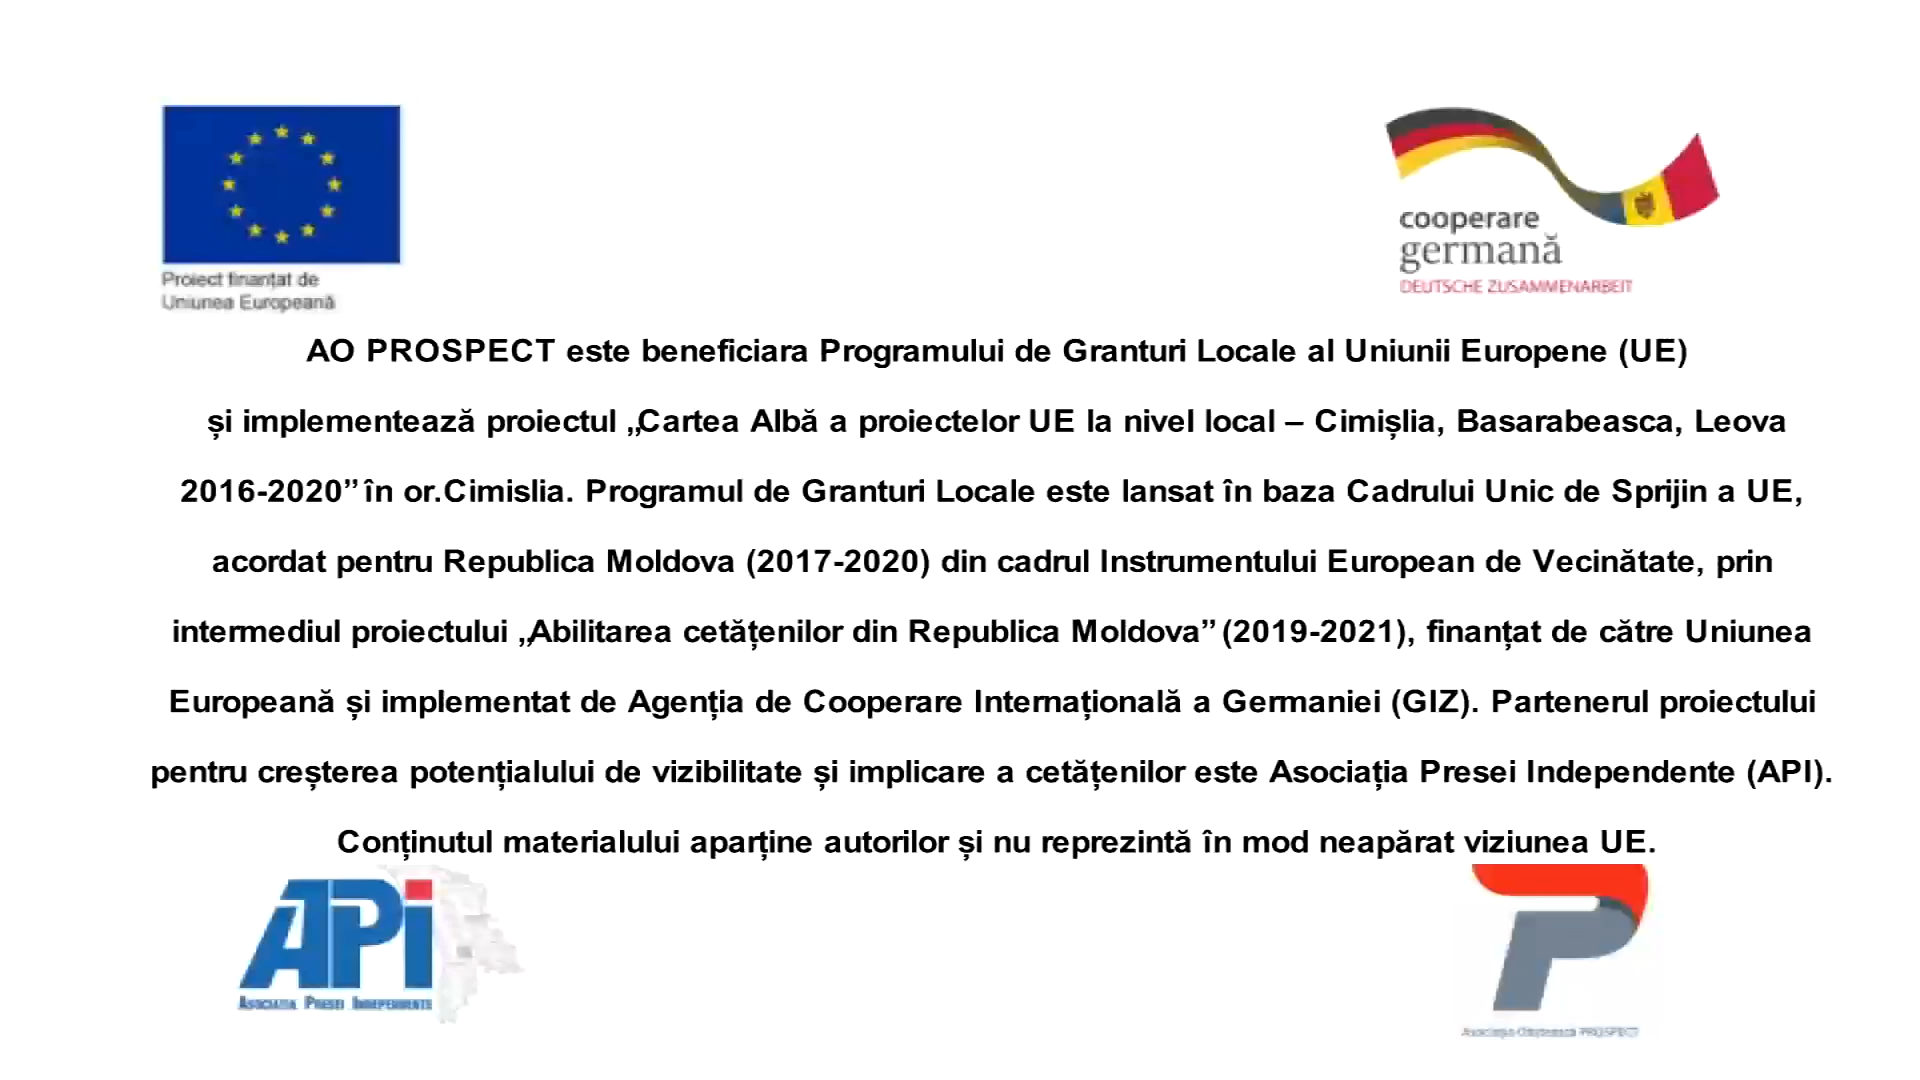 Proiect finanțat de
Uniunea Europeană
cooperare
germană
DEUTSCHE ZUSAMMENARBEIT
AO PROSPECT este beneficiara Programului de Granturi Locale al Uniunii Europene (UE)
și implementează proiectul „Cartea Albă a proiectelor UE la nivel local – Cimișlia, Basarabeasca, Leova
2016-2020” în or.Cimislia. Programul de Granturi Locale este lansat în baza Cadrului Unic de Sprijin a UE,
acordat pentru Republica Moldova (2017-2020) din cadrul Instrumentului European de Vecinătate, prin
intermediul proiectului „Abilitarea cetățenilor din Republica Moldova” (2019-2021), finanțat de către Uniunea
Europeană și implementat de Agenția de Cooperare Internațională a Germaniei (GIZ). Partenerul proiectului
pentru creșterea potențialului de vizibilitate și implicare a cetățenilor este Asociația Presei Independente (API).
Conținutul materialului aparține autorilor și nu reprezintă în mod neapărat viziunea UE.
APi
Asociația Presei Independente
P
Asociația Obștească PROSPECT